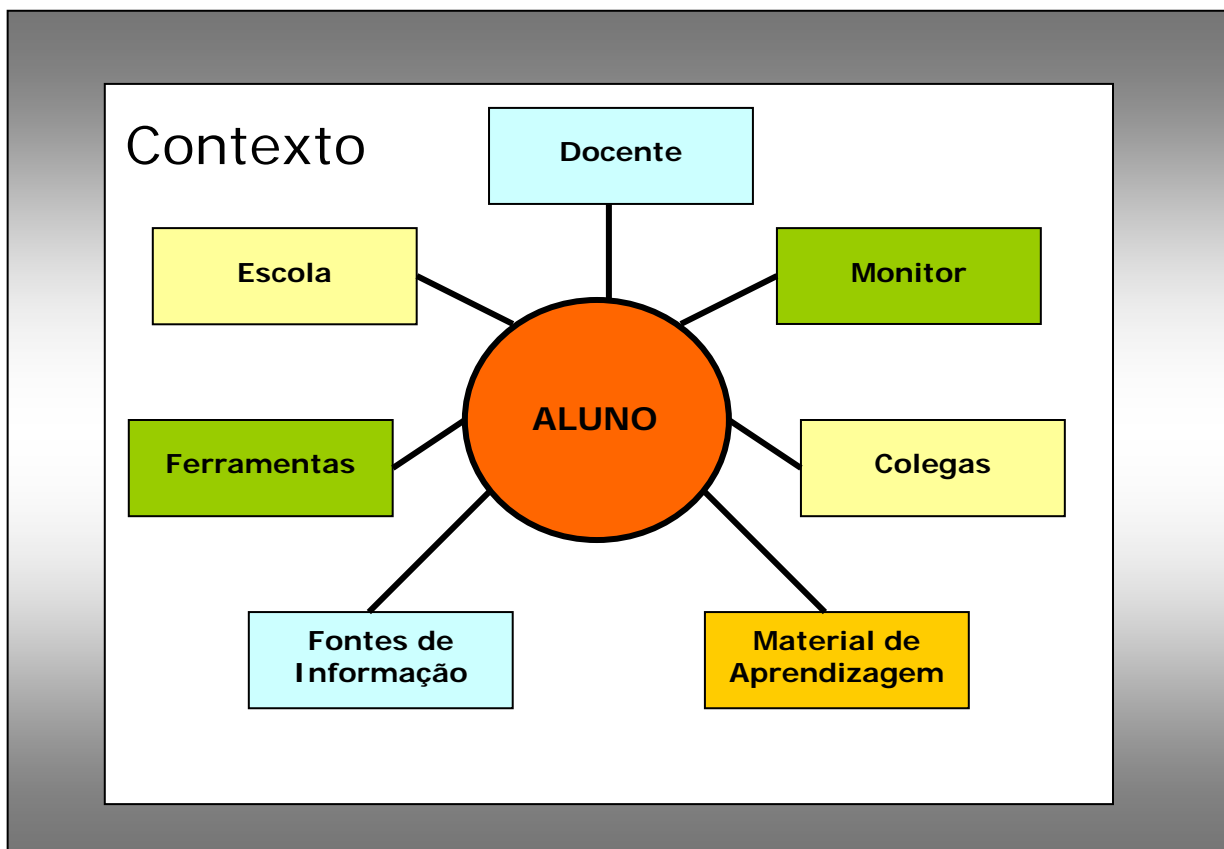 Contexto
Docente
Escola
Monitor
ALUNO
Ferramentas
Colegas
Fontes de
Informação
Material de
Aprendizagem